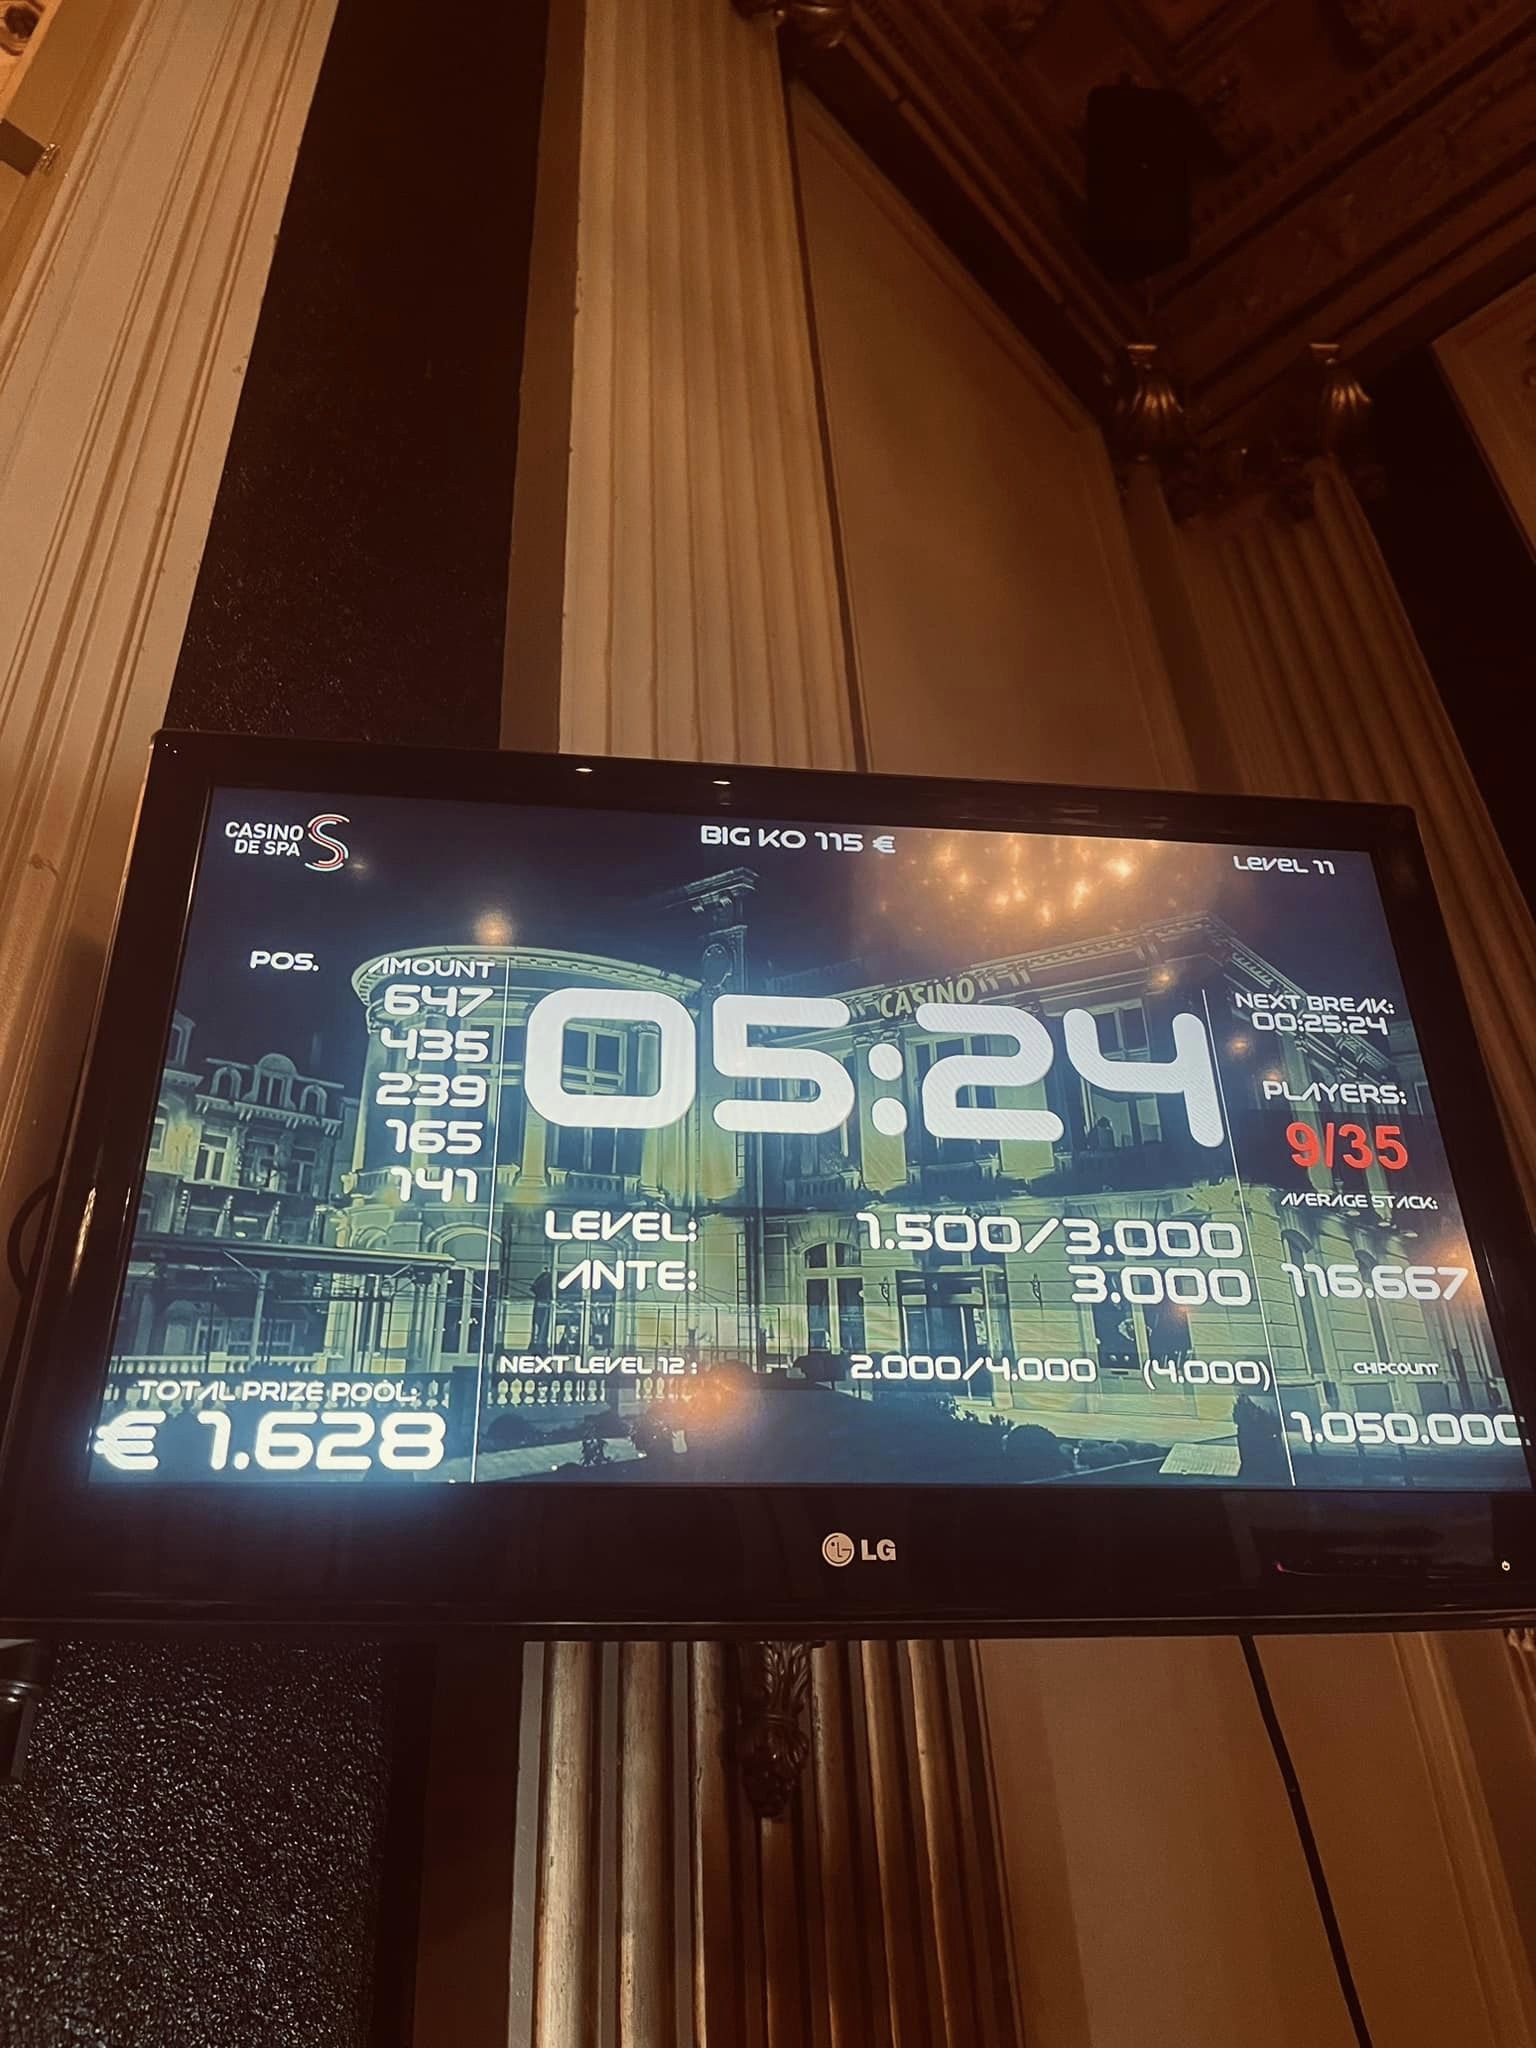 CASINO
DE SPA
BIG KO 115 €
LEVEL 11
POS. AMOUNT
647
435
239
165
141
05:24
CASINO
NEXT BREAK:
00:25:24
PLAYERS:
9/35
AVERAGE STACK:
116.667
LEVEL: 1.500/3.000
ANTE: 3.000
NEXT LEVEL 12 : 2.000/4.000 (4.000)
CHIPCOUNT
1.050.000
TOTAL PRIZE POOL:
€ 1.628
LG